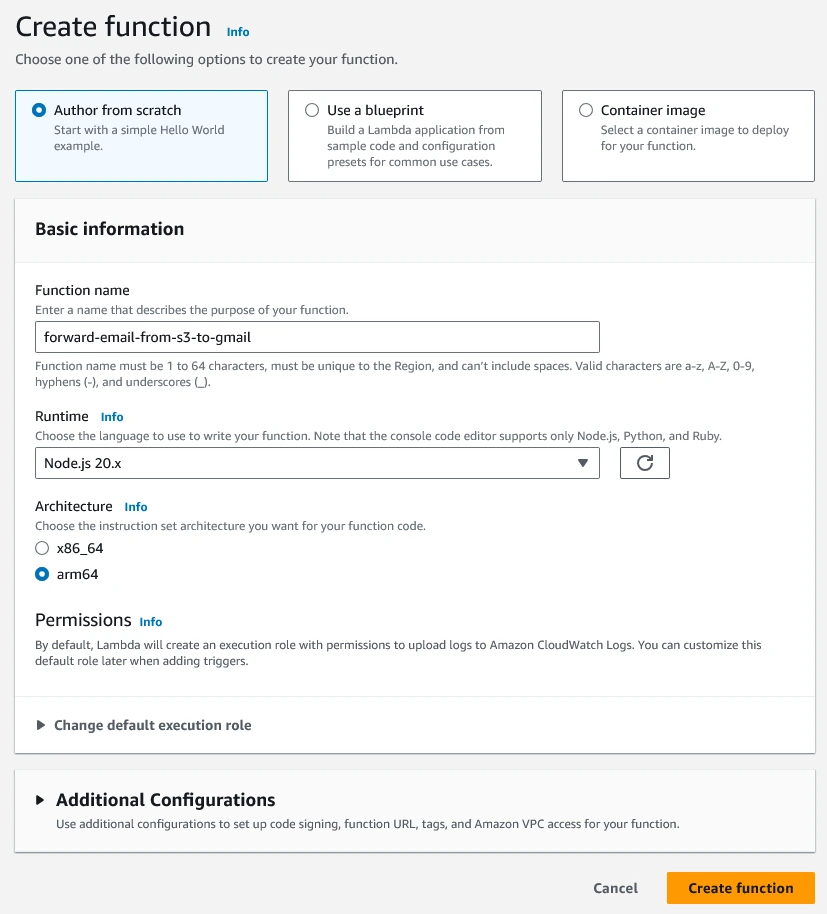 Create function Info
Choose one of the following options to create your function.
Author from scratch
Start with a simple Hello World
example.
Use a blueprint
Build a Lambda application from
sample code and configuration
presets for common use cases.
Container image
Select a container image to deploy
for your function.
Basic information
Function name
Enter a name that describes the purpose of your function.
forward-email-from-s3-to-gmail
Function name must be 1 to 64 characters, must be unique to the Region, and can’t include spaces. Valid characters are a-z, A-Z, 0-9,
hyphens (-), and underscores (_).
Runtime Info
Choose the language to use to write your function. Note that the console code editor supports only Node.js, Python, and Ruby.
Node.js 20.x
Architecture Info
Choose the instruction set architecture you want for your function code.
x86_64
arm64
Permissions Info
By default, Lambda will create an execution role with permissions to upload logs to Amazon CloudWatch Logs. You can customize this
default role later when adding triggers.
Change default execution role
Additional Configurations
Use additional configurations to set up code signing, function URL, tags, and Amazon VPC access for your function.
Cancel Create function